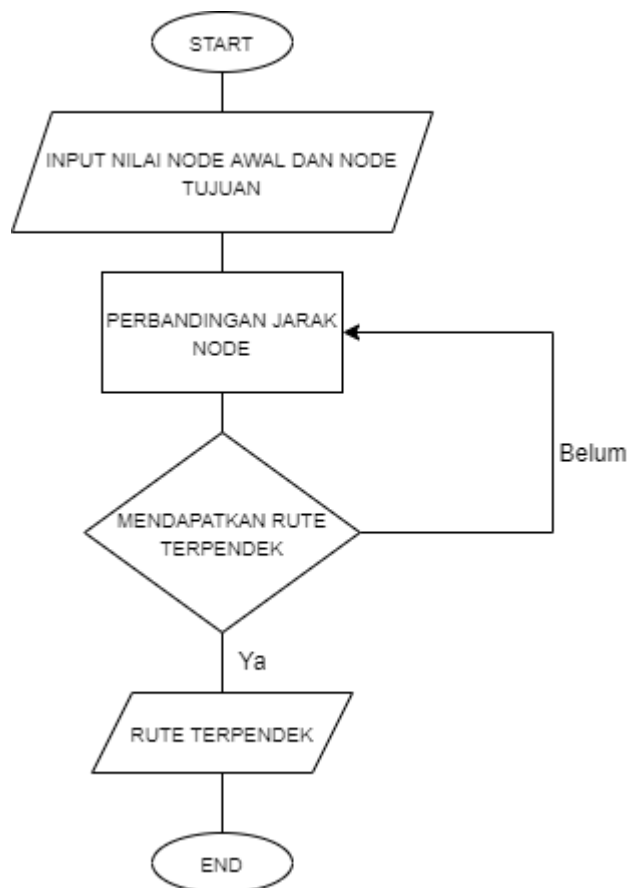 START
INPUT NILAI NODE AWAL DAN NODE
TUJUAN
PERBANDINGAN JARAK
NODE
Belum
MENDAPATKAN RUTE
TERPENDEK
Ya
RUTE TERPENDEK
END